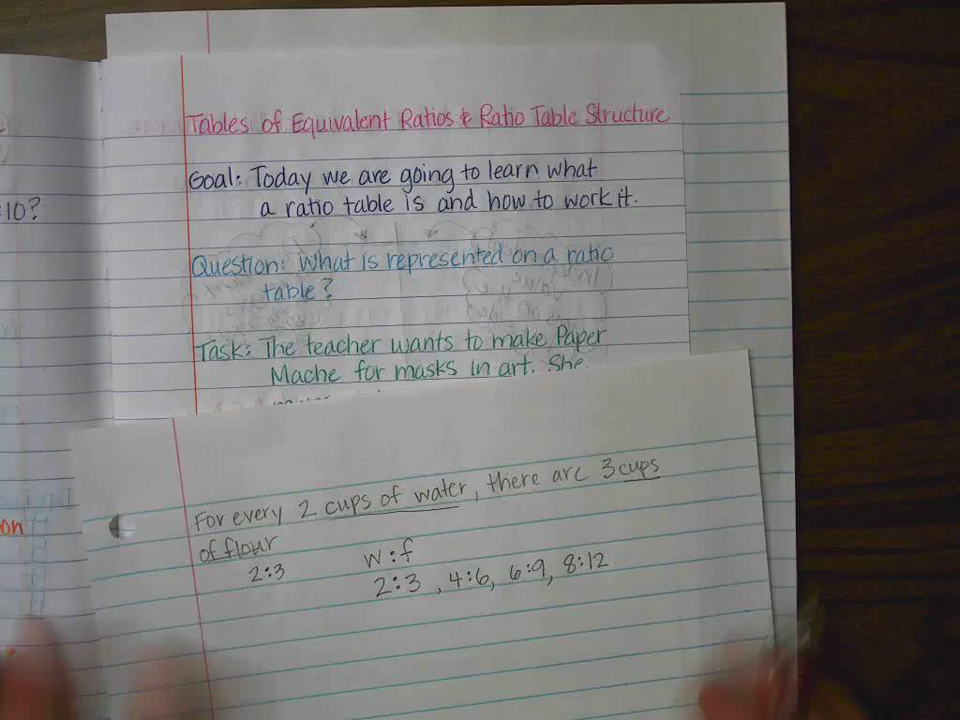 Tables of Equivalent Ratios & Ratio Table Structure
Goal: Today we are going to learn what
a ratio table is and how to work it.
:10?
Question: What is represented on a ratio
table?
Task: The teacher wants to make Paper
Mache for masks in art. She
For every 2 cups of water, there are 3 cups
of flour
on
w:f
2:3
2:3, 4:6, 6:9, 8:12